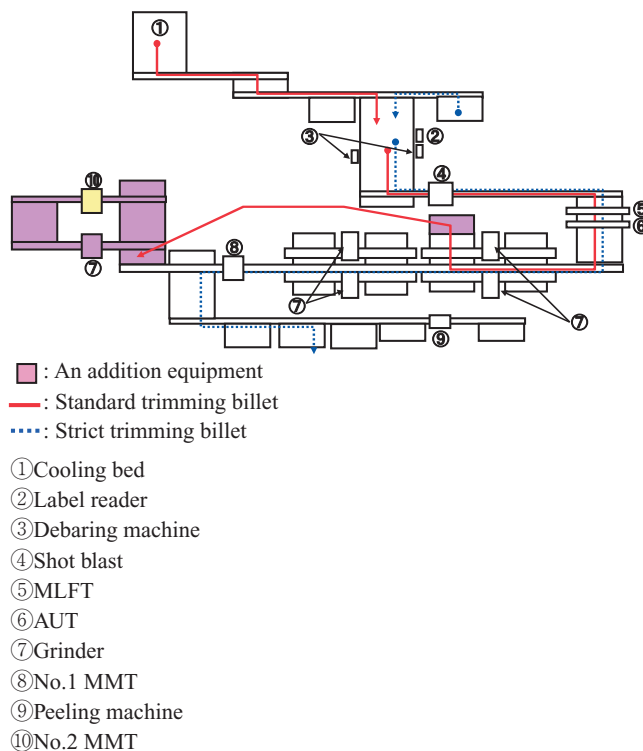 ①
②
③
④
⑤
⑩
⑥
⑧
⑦
⑦
⑦
⑨
: An addition equipment
: Standard trimming billet
: Strict trimming billet
①Cooling bed
②Label reader
③Debaring machine
④Shot blast
⑤MLFT
⑥AUT
⑦Grinder
⑧No.1 MMT
⑨Peeling machine
⑩No.2 MMT